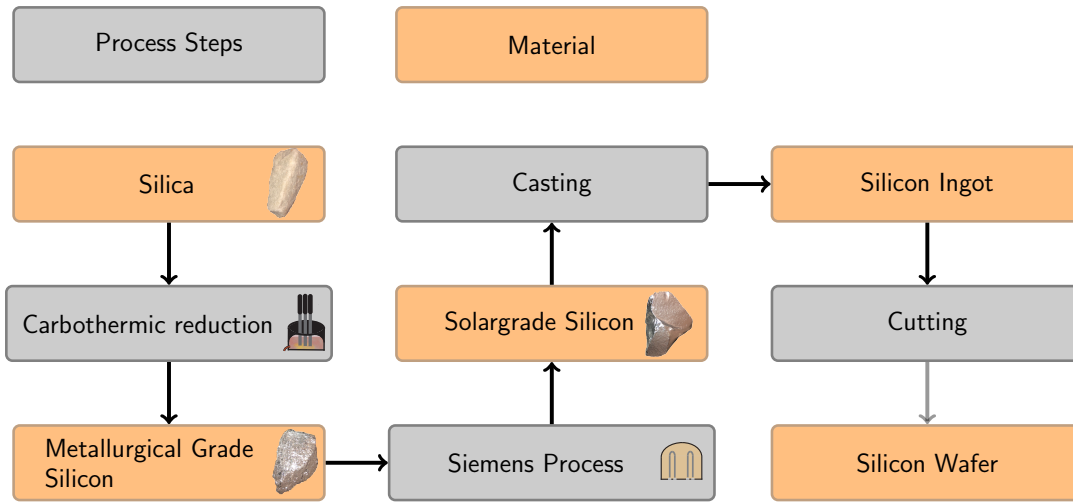 Process Steps
Material
Silica
Casting
Silicon Ingot
Carbothermic reduction
Solargrade Silicon
Cutting
Metallurgical Grade
Silicon
Siemens Process
Silicon Wafer